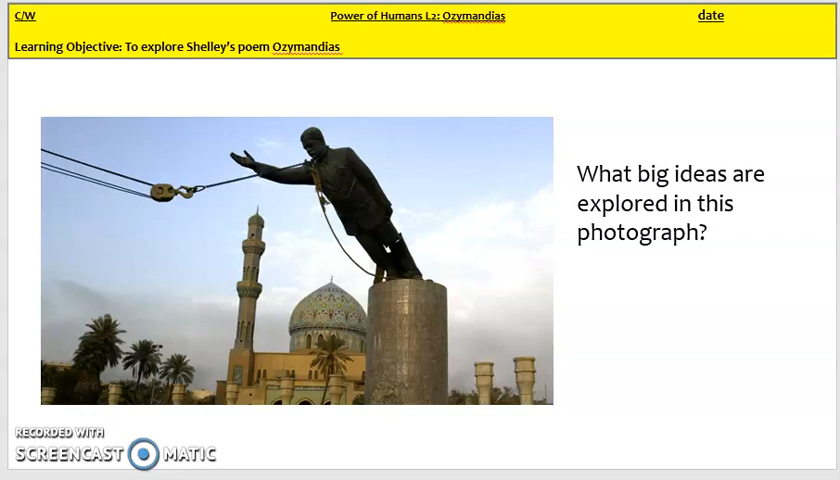 C/W Power of Humans L2: Ozymandias date
Learning Objective: To explore Shelley's poem Ozymandias
What big ideas are
explored in this
photograph?
RECORDED WITH
SCREENCAST MATIC